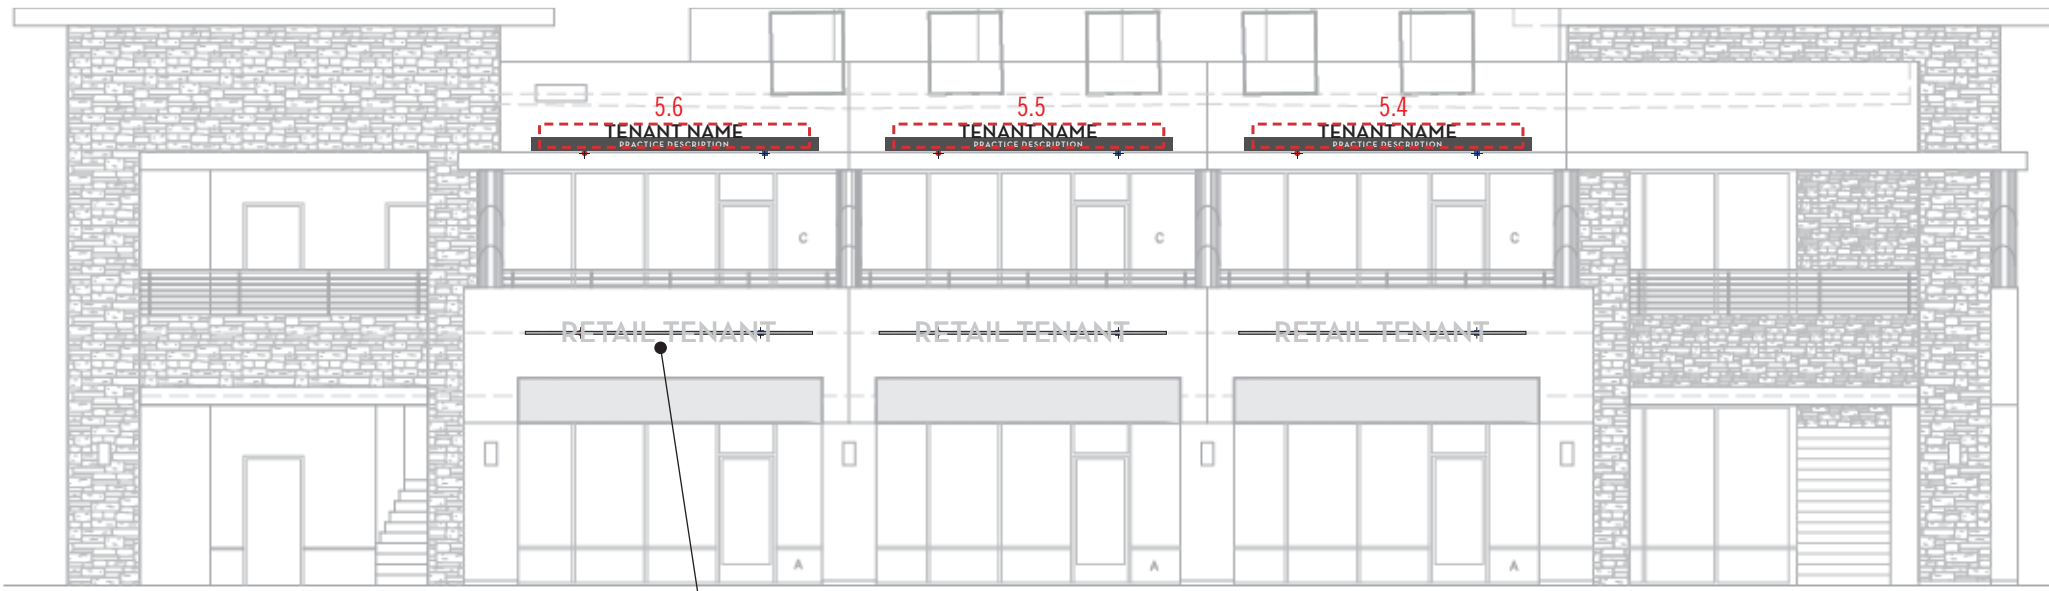 5.6 5.5 5.4
TENANT NAME TENANT NAME TENANT NAME
PRACTICE DESCRIPTION PRACTICE DESCRIPTION PRACTICE DESCRIPTION
C C C
RETAIL TENANT RETAIL TENANT RETAIL TENANT
A A A